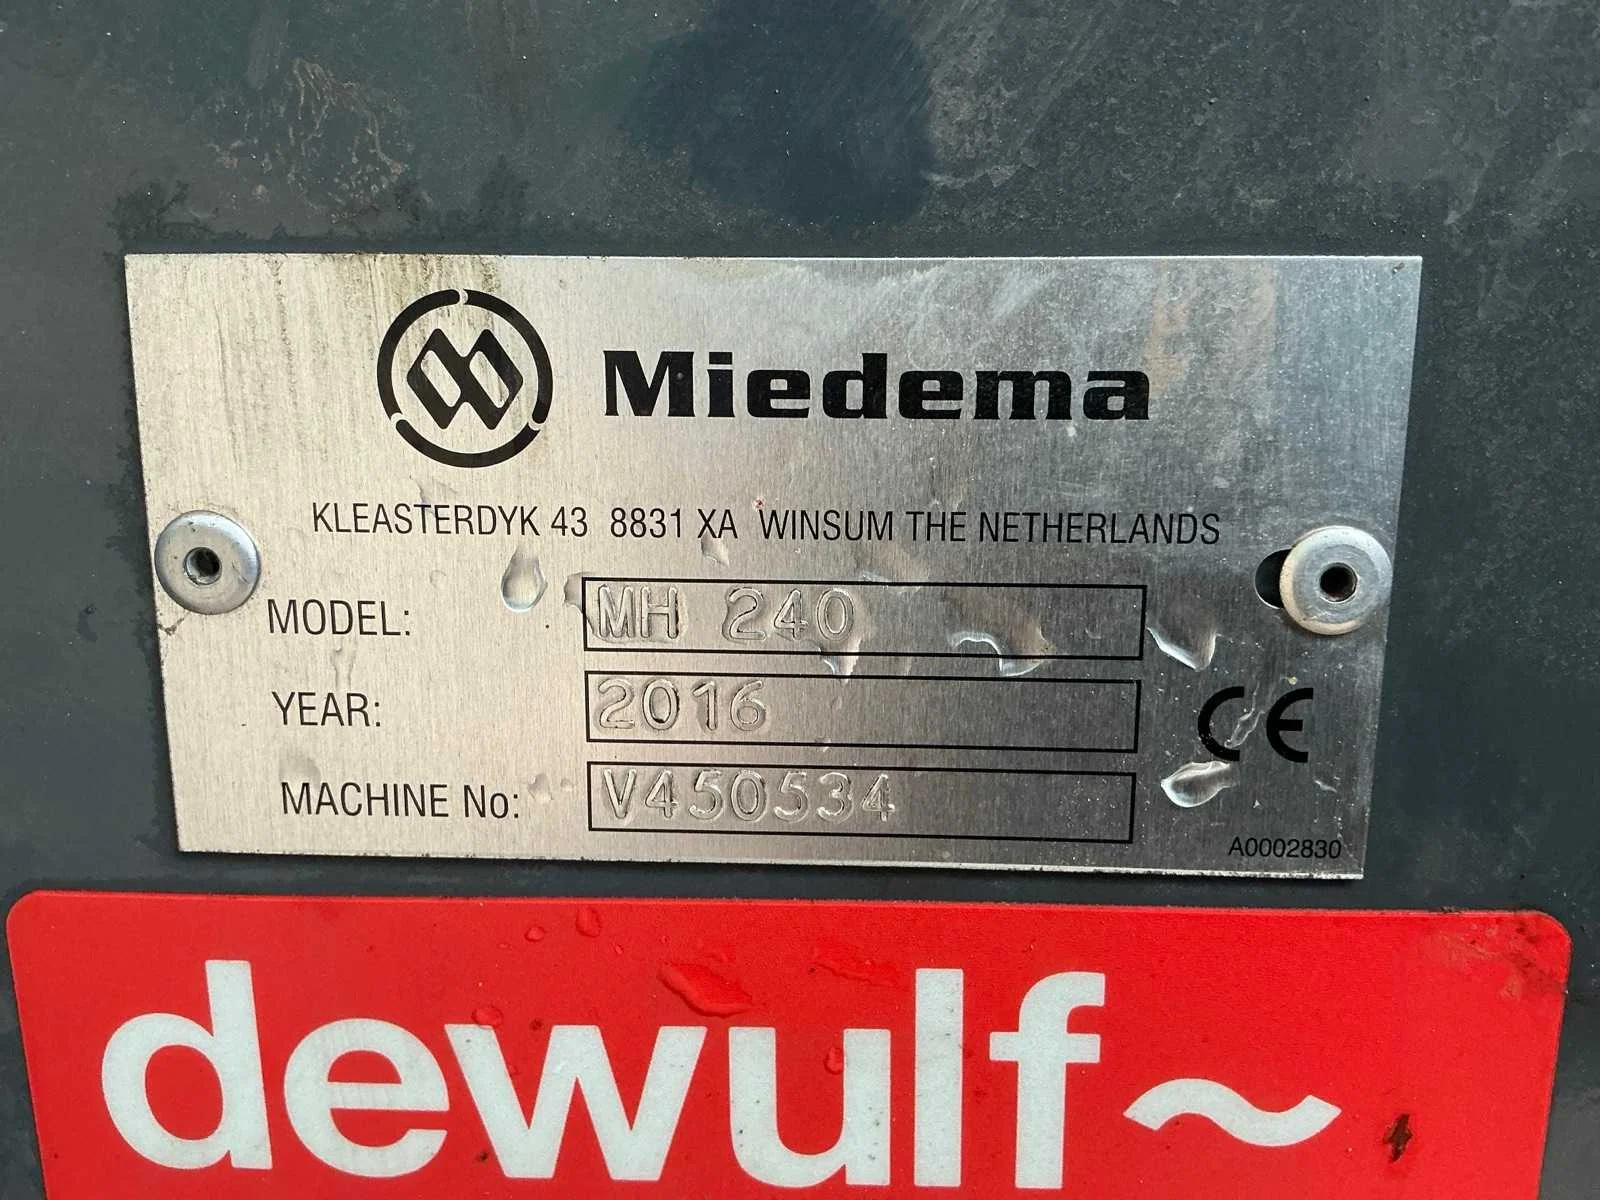 Miedema
KLEASTERDYK 43 8831 XA WINSUM THE NETHERLANDS
MODEL: MH 240
YEAR: 2016
CE
MACHINE No: V450534
A0002830
dewulf~